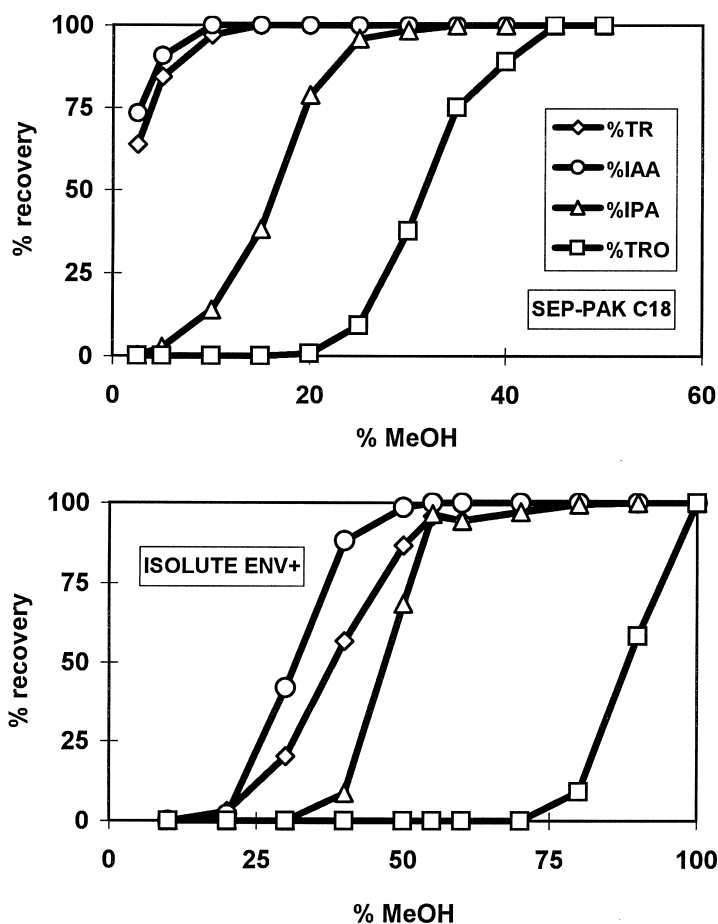 100
75
50
25
0
% recovery
%TR
%IAA
%IPA
%TRO
SEP-PAK C18
0 20 40 60
% MeOH
100
75
50
25
0
% recovery
ISOLUTE ENV+
0 25 50 75 100
% MeOH